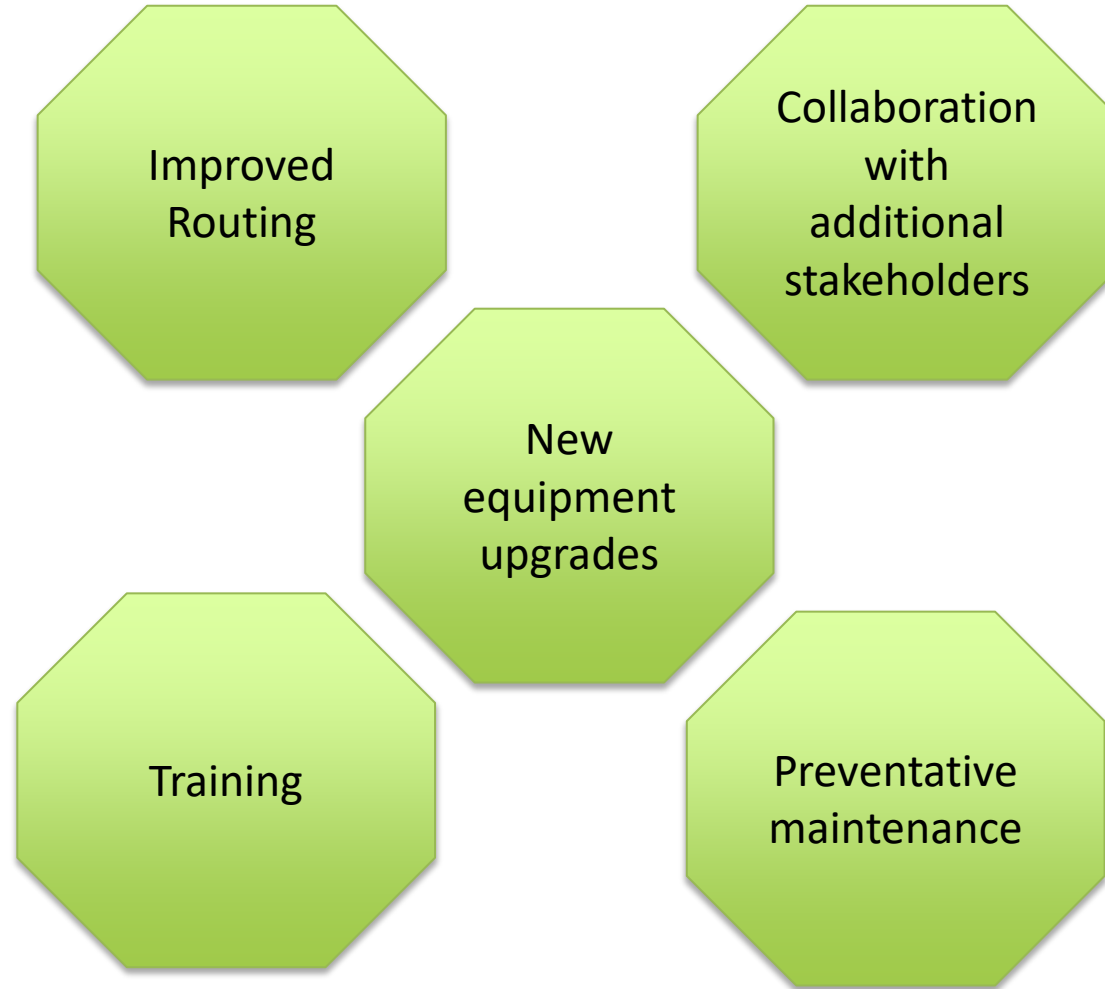 Improved
Routing
Collaboration
with
additional
stakeholders
New
equipment
upgrades
Training
Preventative
maintenance